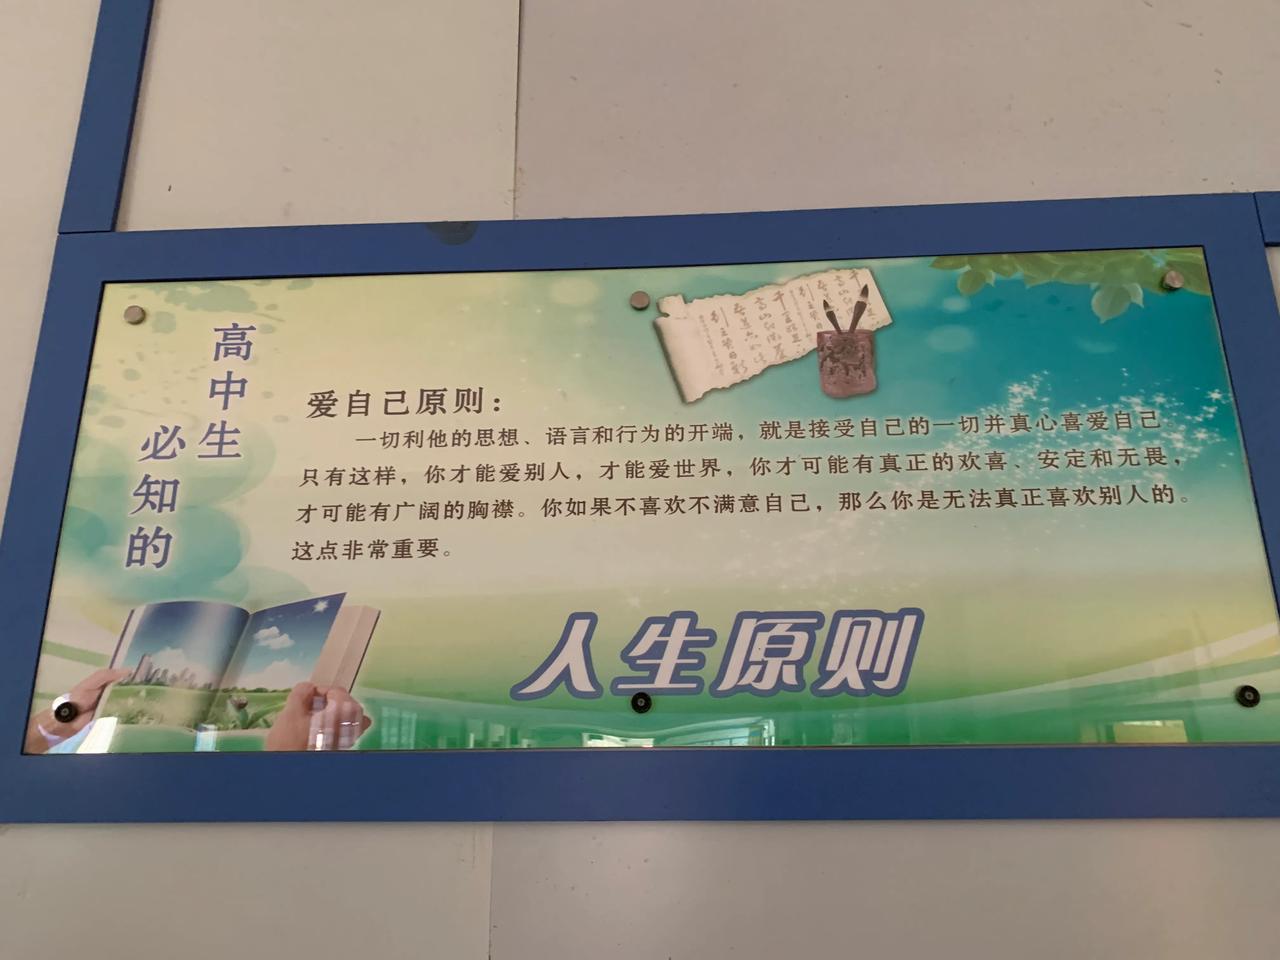 高中生
必知的
爱自己原则：
一切利他的思想、语言和行为的开端，就是接受自己的一切并真心喜爱自己。
只有这样，你才能爱别人，才能爱世界，你才可能有真正的欢喜、安定和无畏，
才可能有广阔的胸襟。你如果不喜欢不满意自己，那么你是无法真正喜欢别人的。
这点非常重要。
人生原则